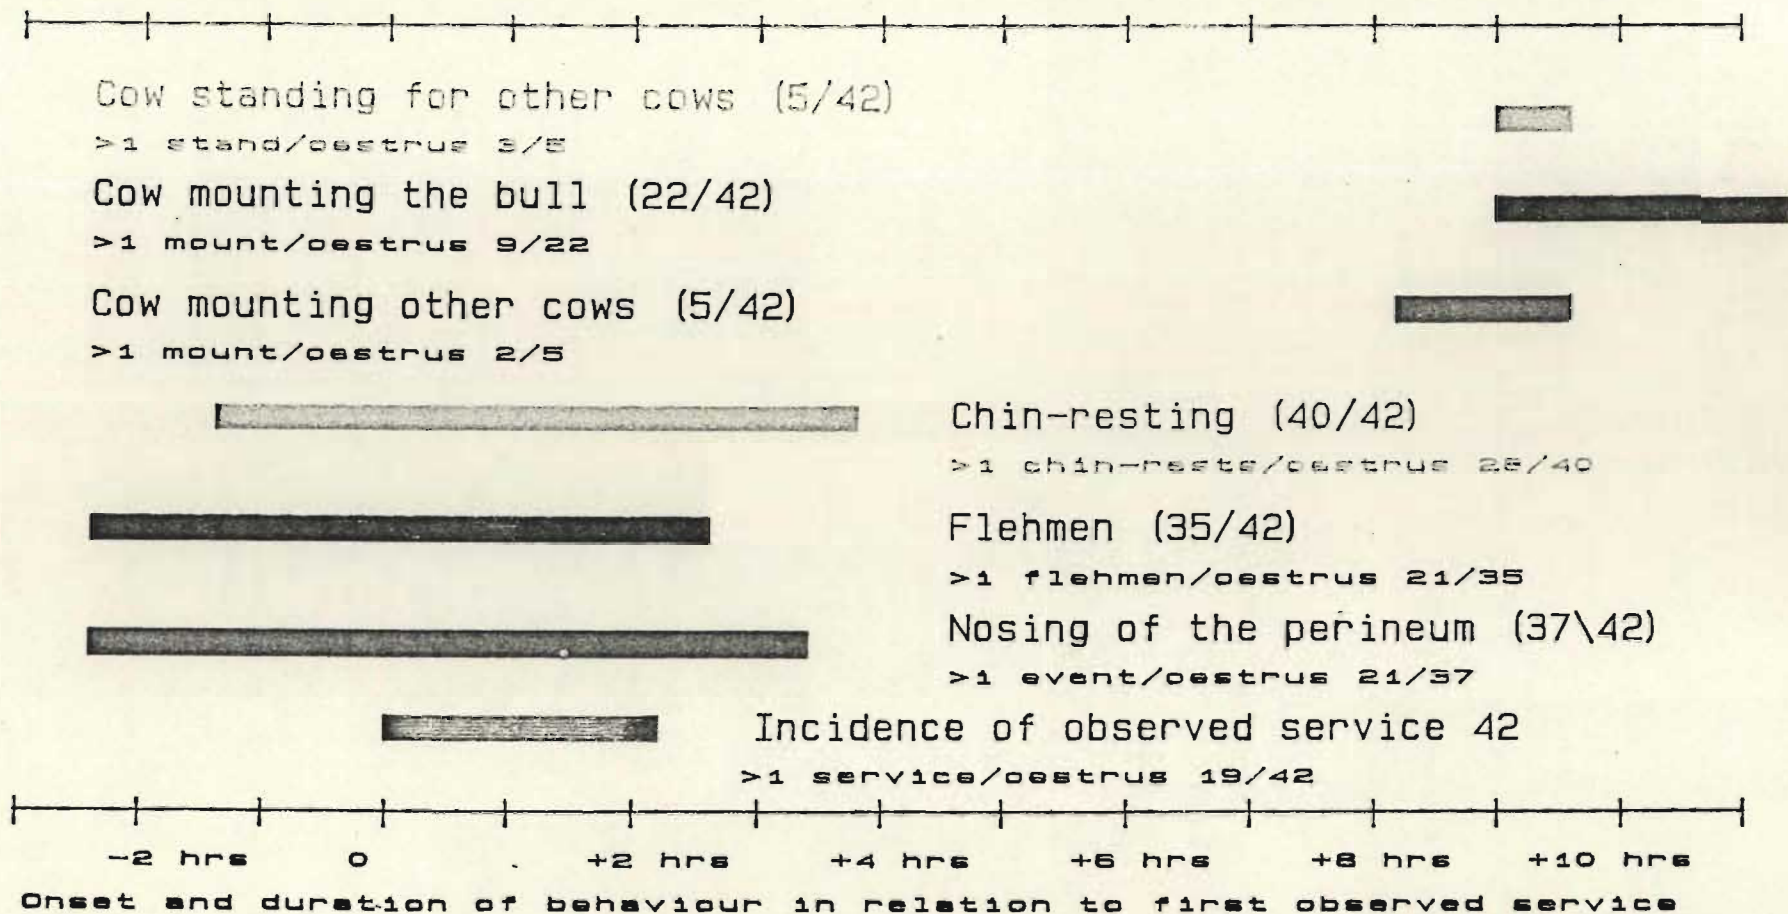 Cow standing for other cows (5/42)
>1 stand/oestrus 3/5
Cow mounting the bull (22/42)
>1 mount/oestrus 9/22
Cow mounting other cows (5/42)
>1 mount/oestrus 2/5
Chin-resting (40/42)
>1 chin-rests/oestrus 28/40
Flehmen (35/42)
>1 flehmen/oestrus 21/35
Nosing of the perineum (37\42)
>1 event/oestrus 21/37
Incidence of observed service 42
>1 service/oestrus 19/42
-2 hrs 0 +2 hrs +4 hrs +6 hrs +8 hrs +10 hrs
Onset and duration of behaviour in relation to first observed service